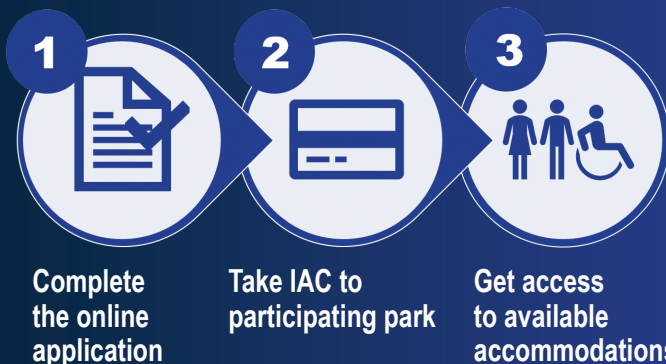 1
2
3
Complete
the online
application
Take IAC to
participating park
Get access
to available
accommodations